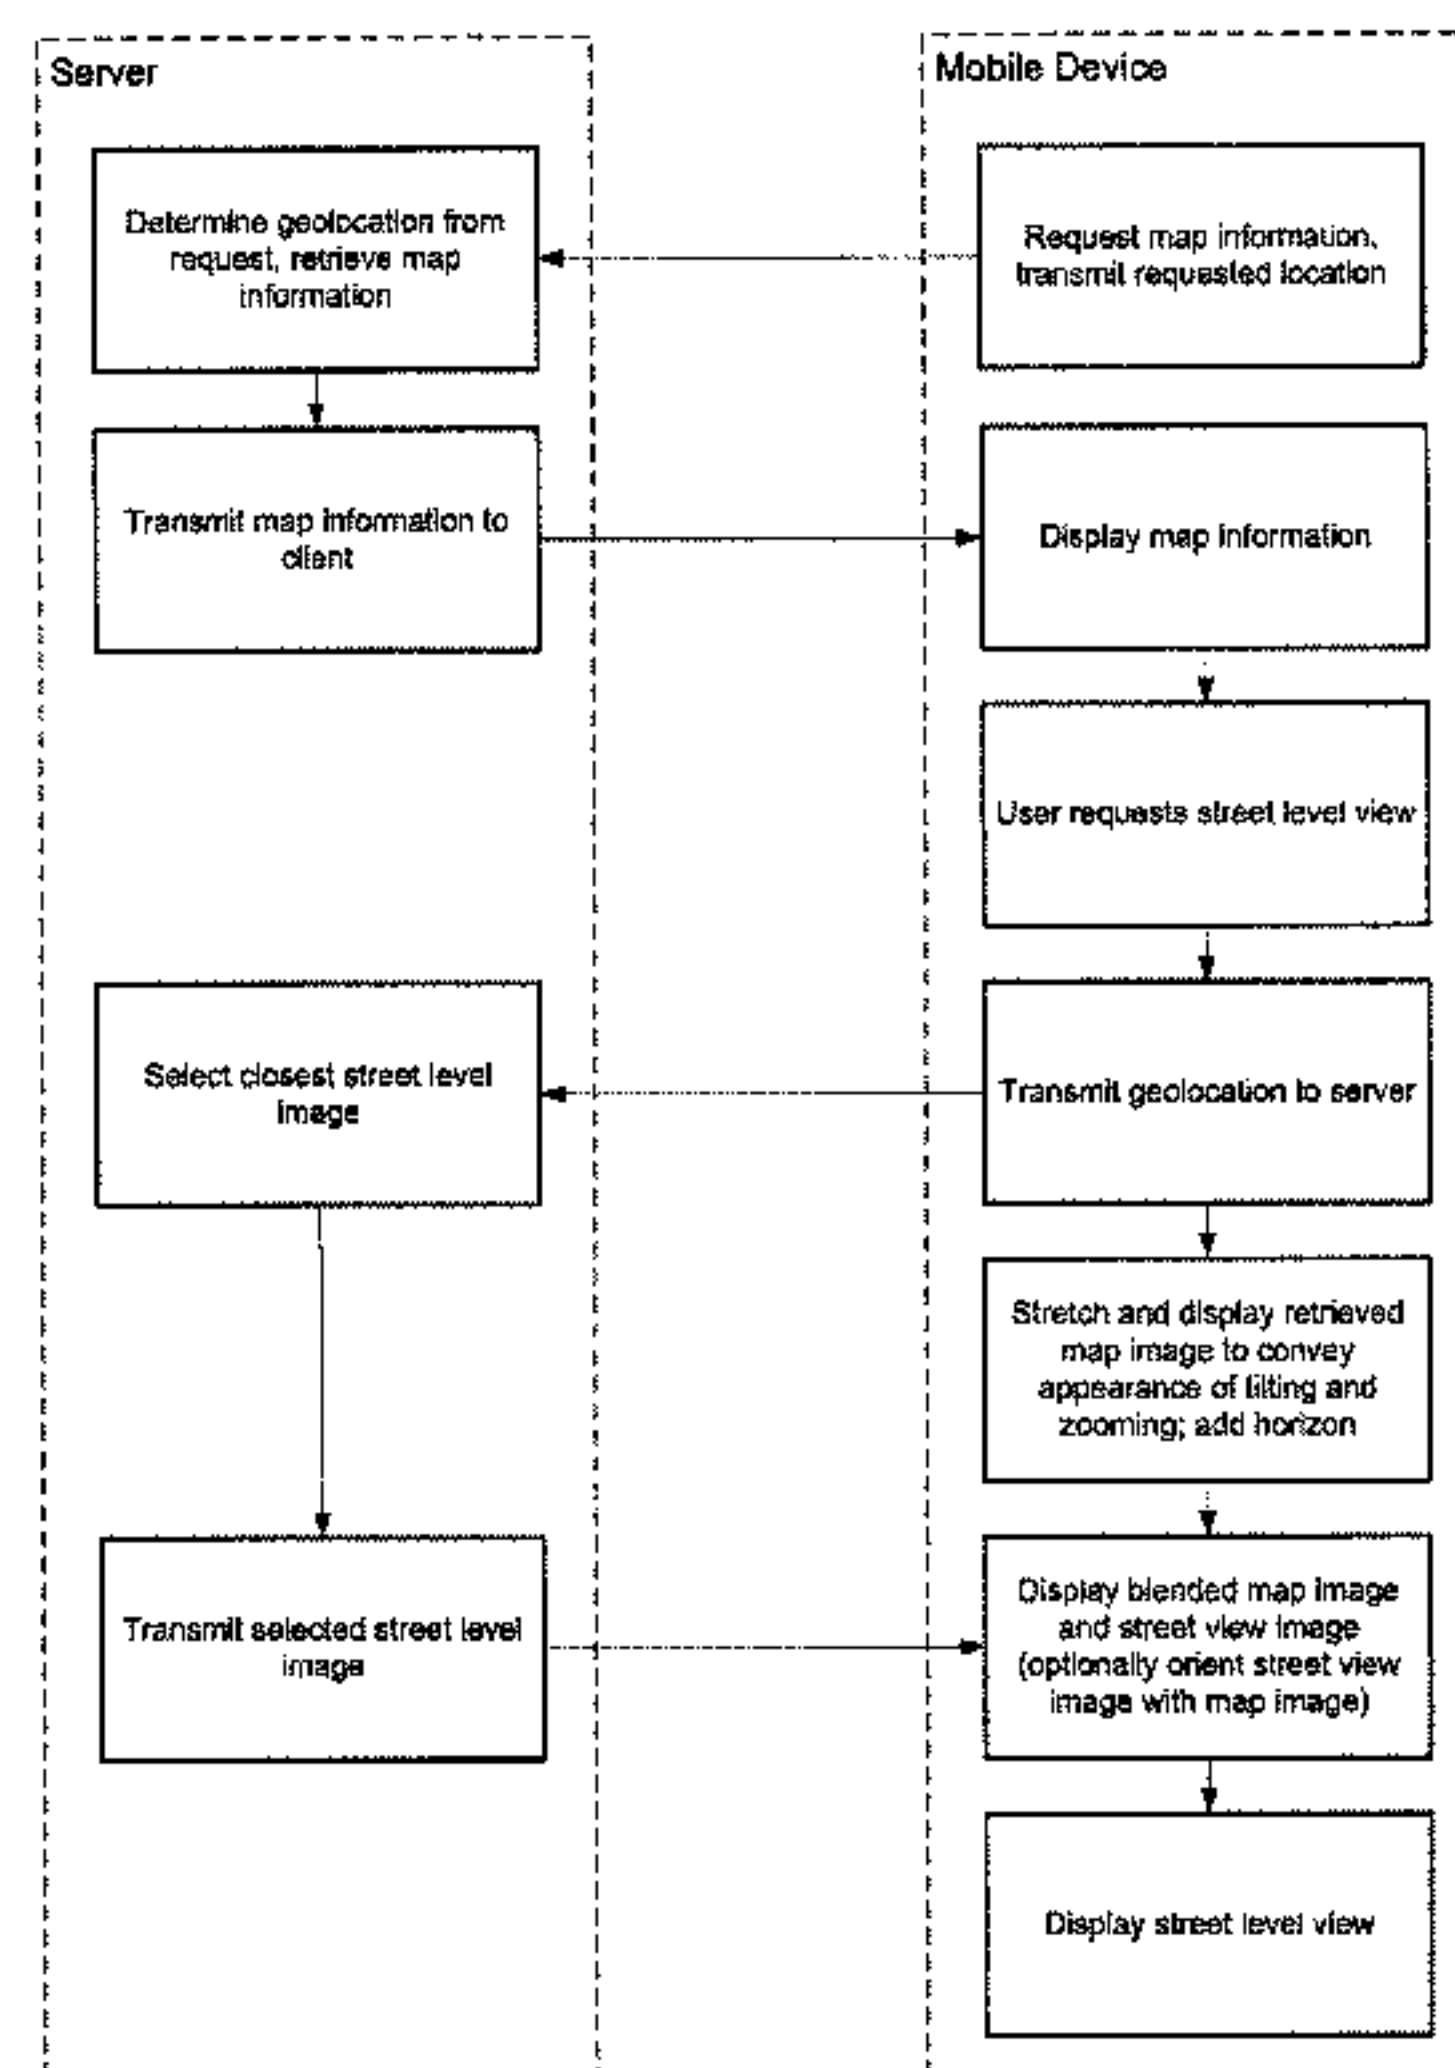 Server
Determine geolocation from
request, retrieve map
information
Transmit map information to
client
Select closest street level
image
Transmit selected street level
image
Mobile Device
Request map information,
transmit requested location
Display map information
User requests street level view
Transmit geolocation to server
Stretch and display retrieved
map image to convey
appearance of tilting and
zooming; add horizon
Display blended map image
and street view image
(optionally orient street view
image with map image)
Display street level view